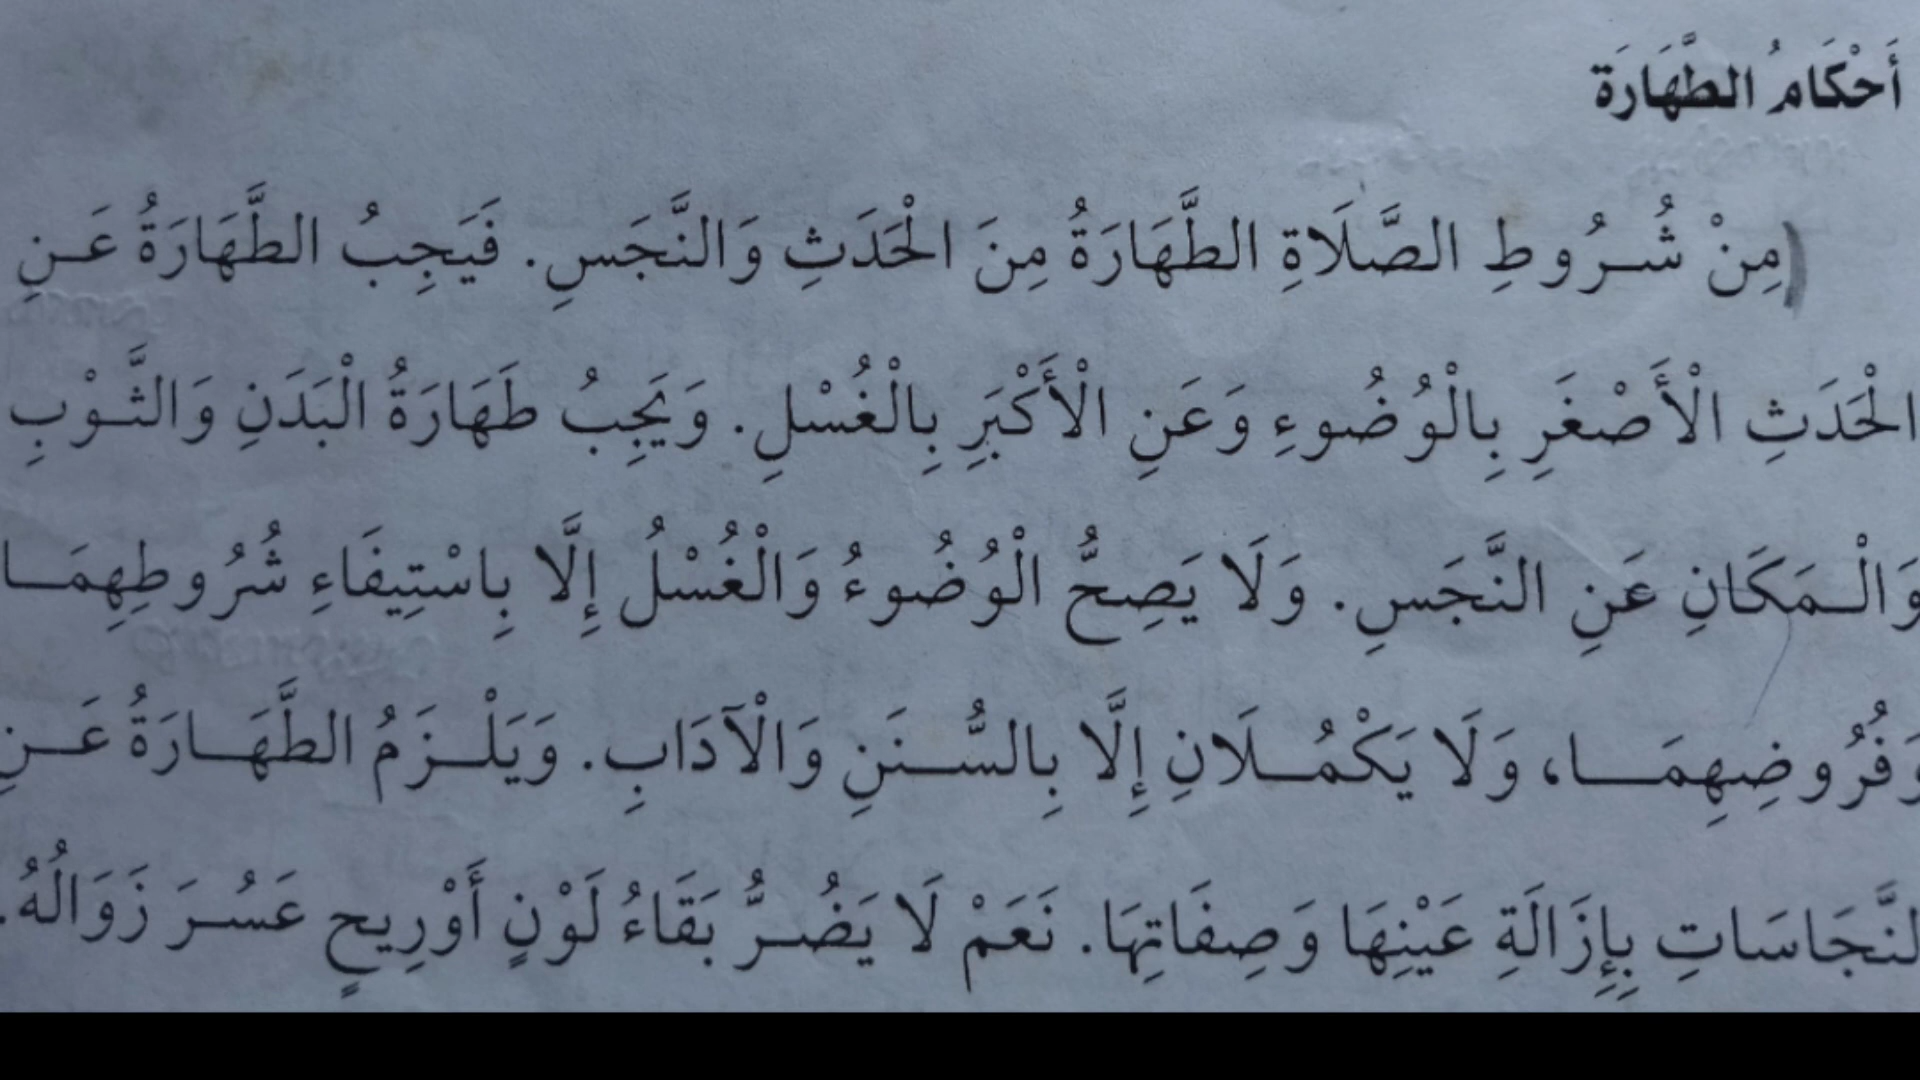 أَحْكَامُ الطَّهَارَة
(مِنْ شُرُوطِ الصَّلَاةِ الطَّهَارَةُ مِنَ الْحَدَثِ وَالنَّجَسِ. فَيَجِبُ الطَّهَارَةُ عَنِ
الْحَدَثِ الْأَصْغَرِ بِالْوُضُوءِ وَعَنِ الْأَكْبَرِ بِالْغُسْلِ. وَيَجِبُ طَهَارَةُ الْبَدَنِ وَالثَّوْبِ
وَالْمَكَانِ عَنِ النَّجَسِ. وَلَا يَصِحُّ الْوُضُوءُ وَالْغُسْلُ إِلَّا بِاسْتِيفَاءِ شُرُوطِهِمَا
وَفُرُوضِهِمَا، وَلَا يَكْمُلَانِ إِلَّا بِالسُّنَنِ وَالْآدَابِ. وَيَلْزَمُ الطَّهَارَةُ عَنِ
النَّجَاسَاتِ بِإِزَالَةِ عَيْنِهَا وَصِفَاتِهَا. نَعَمْ لَا يَضُرُّ بَقَاءُ لَوْنٍ أَوْرِيحٍ عَسُرَ زَوَالُهُ.